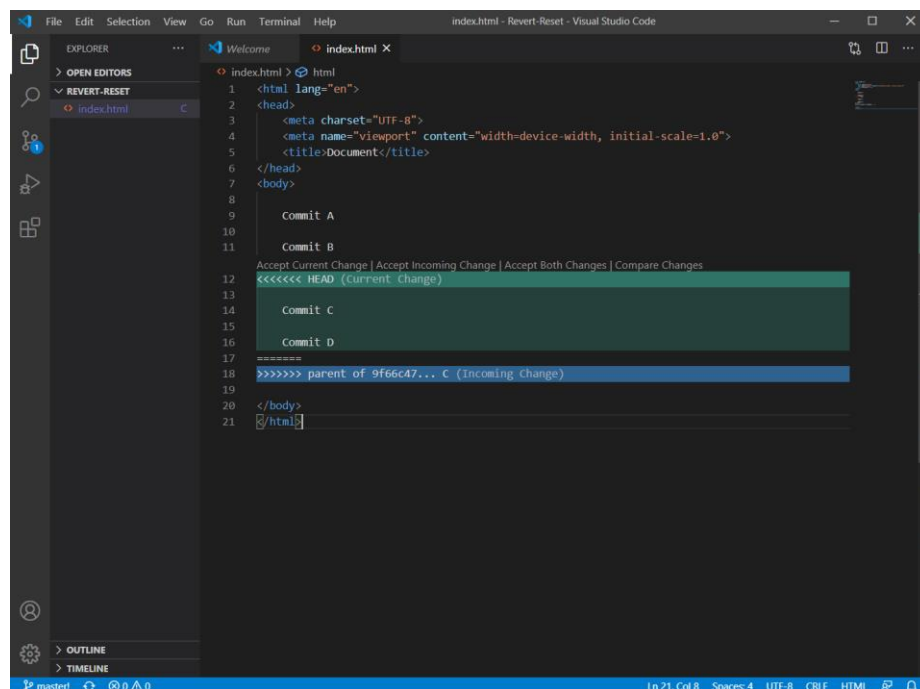 File Edit Selection View Go Run Terminal Help index.html - Revert-Reset - Visual Studio Code
EXPLORER ... Welcome index.html
OPEN EDITORS
REVERT-RESET
index.html C
1
index.html > html
1 <html lang="en">
2 <head>
3 <meta charset="UTF-8">
4 <meta name="viewport" content="width=device-width, initial-scale=1.0">
5 <title>Document</title>
6 </head>
7 <body>
8
9 Commit A
10
11 Commit B
Accept Current Change | Accept Incoming Change | Accept Both Changes | Compare Changes
12 <<<<<<< HEAD (Current Change)
13
14 Commit C
15
16 Commit D
17 =======
18 >>>>>>> parent of 9f66c47... C (Incoming Change)
19
20 </body>
21 </html>
OUTLINE
TIMELINE
master! 0 0 Ln 21, Col 8 Spaces: 4 UTF-8 CRLF HTML